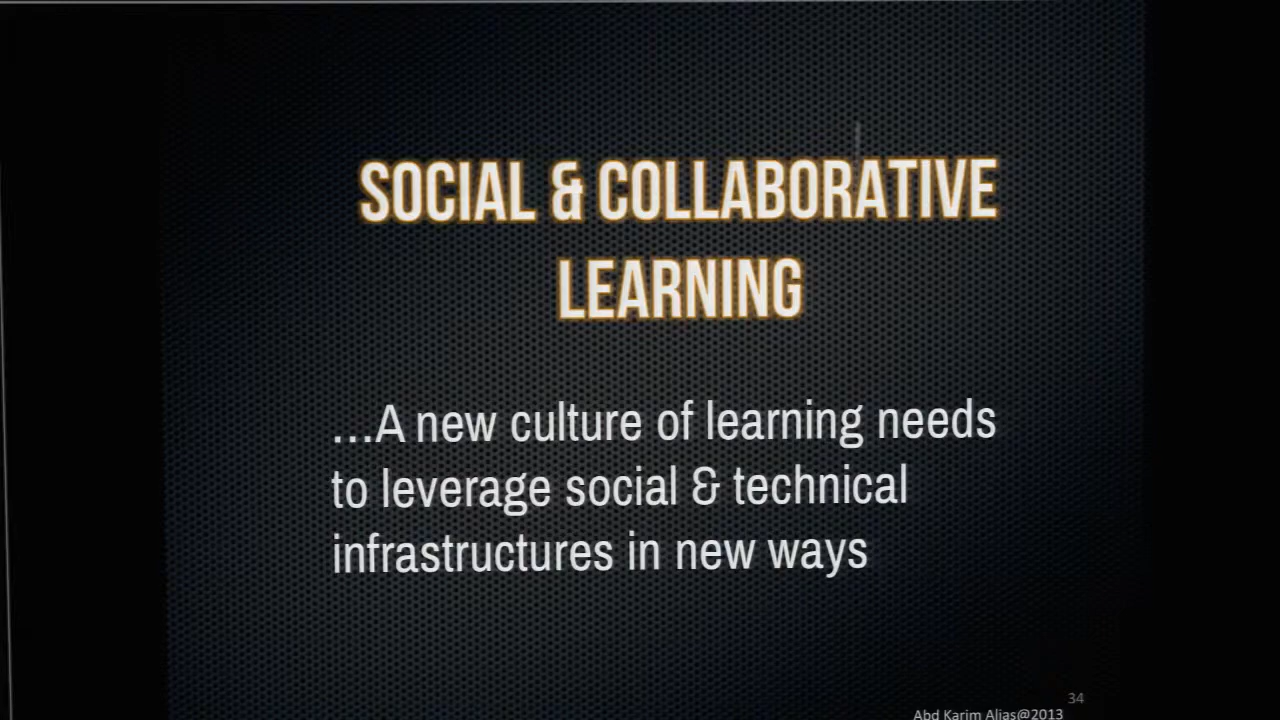 SOCIAL & COLLABORATIVE
LEARNING
...A new culture of learning needs
to leverage social & technical
infrastructures in new ways
34
Abd Karim Alias@2013